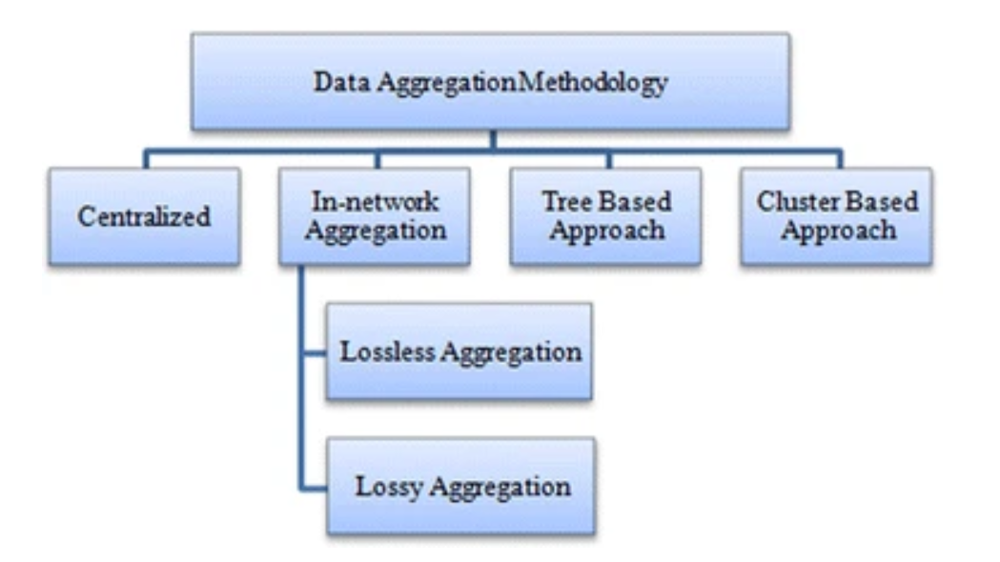 Data AggregationMethodology
Centralized
In-network
Aggregation
Tree Based
Approach
Cluster Based
Approach
Lossless Aggregation
Lossy Aggregation